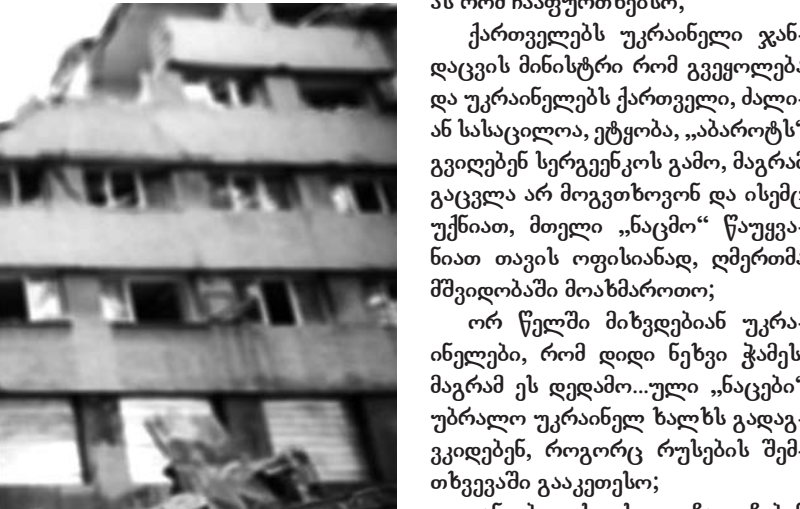 ას რომ ჩააფურთხებსო,
ქართველებს უკრაინელი ჯან-
დაცვის მინისტრი რომ გვეყოლება
და უკრაინელებს ქართველი, ძალი-
ან სასაცილოა, ეტყობა, „აბაროტს“
გვიღებენ სერგეენკოს გამო, მაგრამ
გაცვლა არ მოგვთხოვონ და ისემც
უქნიათ, მთელი „ნაცმო“ წაუყვა-
ნიათ თავის ოფისიანად, ღმერთმა
მშვიდობაში მოახმაროთო;
ორ წელში მიხვდებიან უკრა-
ინელები, რომ დიდი ნეხვი ჭამეს
მაგრამ ეს დედამო...ული „ნაცები“
უბრალო უკრაინელ ხალხს გადაგ-
ვკიდებენ, როგორც რუსების შემ-
თხვევაში გააკეთესო;